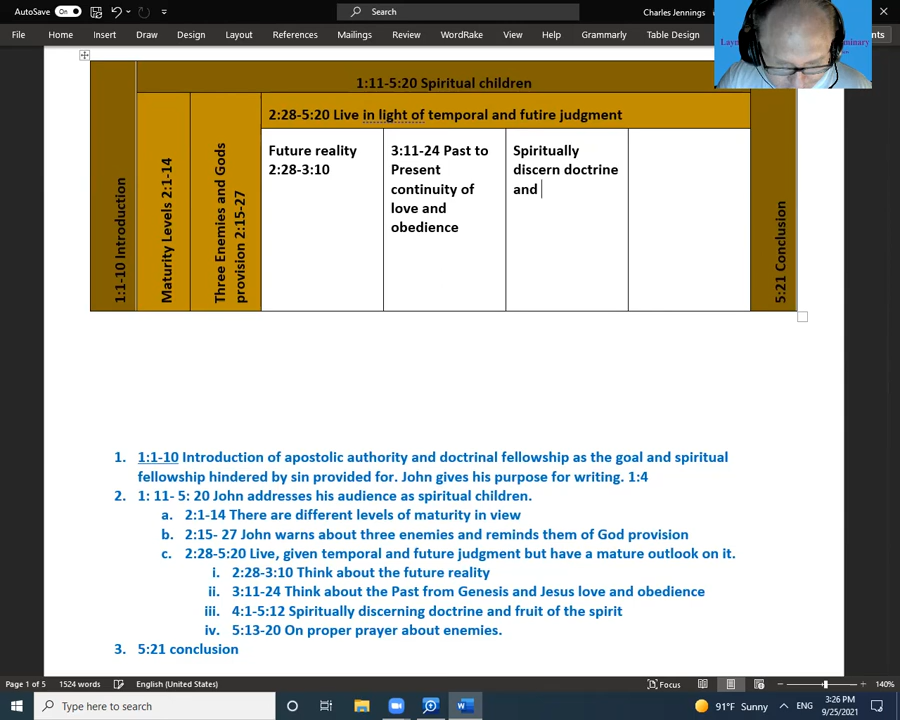 AutoSave On Search Charles Jennings
File Home Insert Draw Design Layout References Mailings Review WordRake View Help Grammarly Table Design
1:11-5:20 Spiritual children
2:28-5:20 Live in light of temporal and futire judgment
1:1-10 Introduction
Maturity Levels 2:1-14
Three Enemies and Gods
provision 2:15-27
Future reality
2:28-3:10
3:11-24 Past to
Present
continuity of
love and
obedience
Spiritually
discern doctrine
and
5:21 Conclusion
1. 1:1-10 Introduction of apostolic authority and doctrinal fellowship as the goal and spiritual
fellowship hindered by sin provided for. John gives his purpose for writing. 1:4
2. 1: 11- 5: 20 John addresses his audience as spiritual children.
a. 2:1-14 There are different levels of maturity in view
b. 2:15- 27 John warns about three enemies and reminds them of God provision
c. 2:28-5:20 Live, given temporal and future judgment but have a mature outlook on it.
i. 2:28-3:10 Think about the future reality
ii. 3:11-24 Think about the Past from Genesis and Jesus love and obedience
iii. 4:1-5:12 Spiritually discerning doctrine and fruit of the spirit
iv. 5:13-20 On proper prayer about enemies.
3. 5:21 conclusion
Page 1 of 5 1524 words English (United States) Focus 140%
Type here to search 91°F Sunny ENG 3:26 PM
9/25/2021